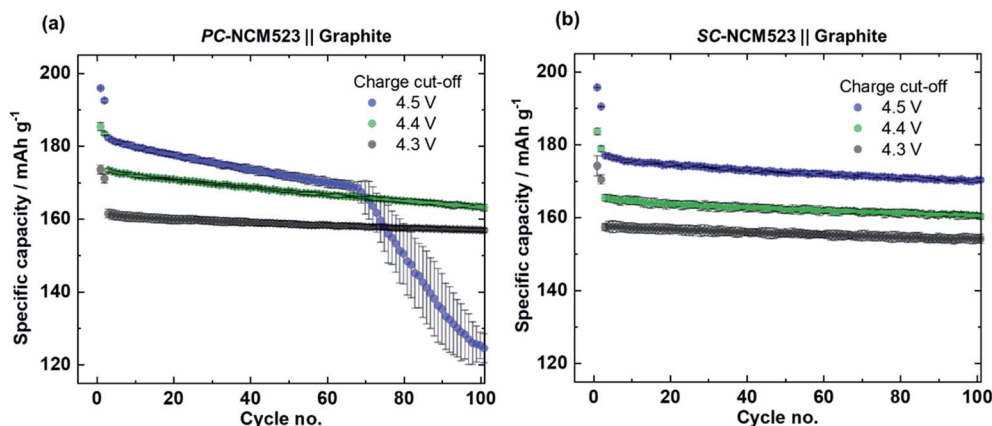 (a)
PC-NCM523 || Graphite
Charge cut-off
4.5 V
4.4 V
4.3 V
200
180
160
140
120
Specific capacity / mAh g⁻¹
0 20 40 60 80 100
Cycle no.
(b)
SC-NCM523 || Graphite
Charge cut-off
4.5 V
4.4 V
4.3 V
200
180
160
140
120
Specific capacity / mAh g⁻¹
0 20 40 60 80 100
Cycle no.